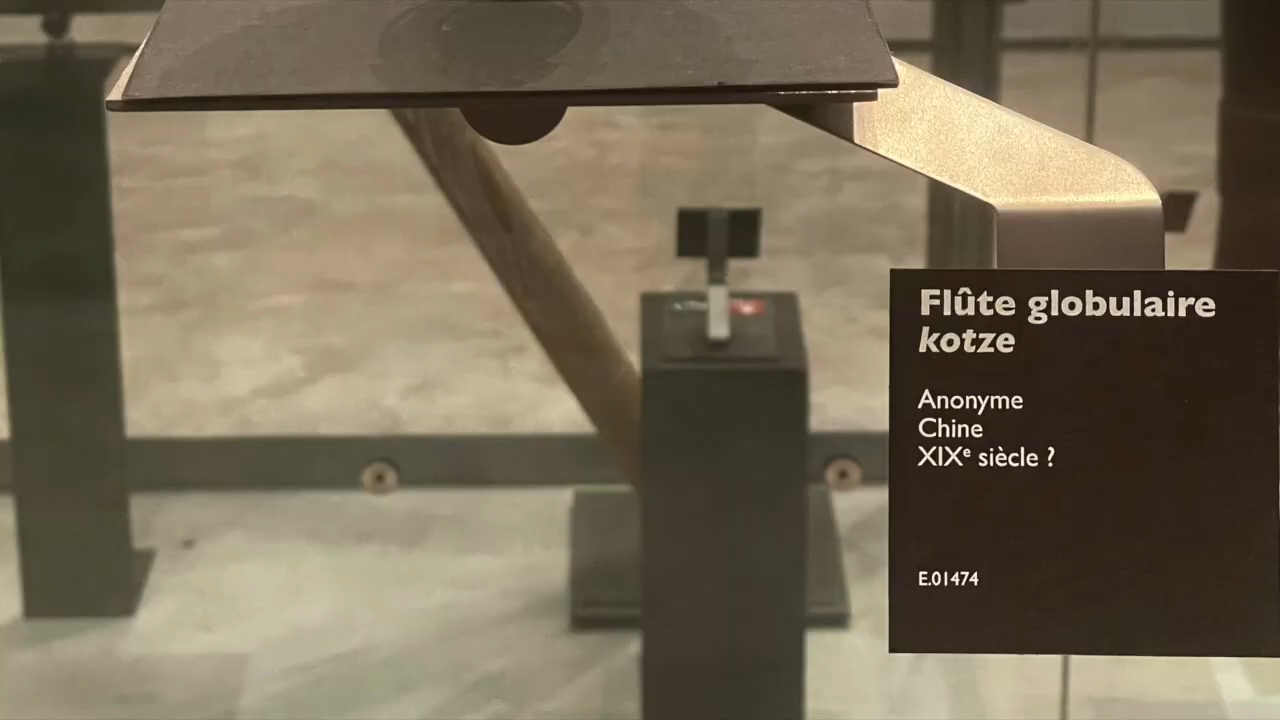 Flûte globulaire
kotze
Anonyme
Chine
XIXᵉ siècle ?
E.01474